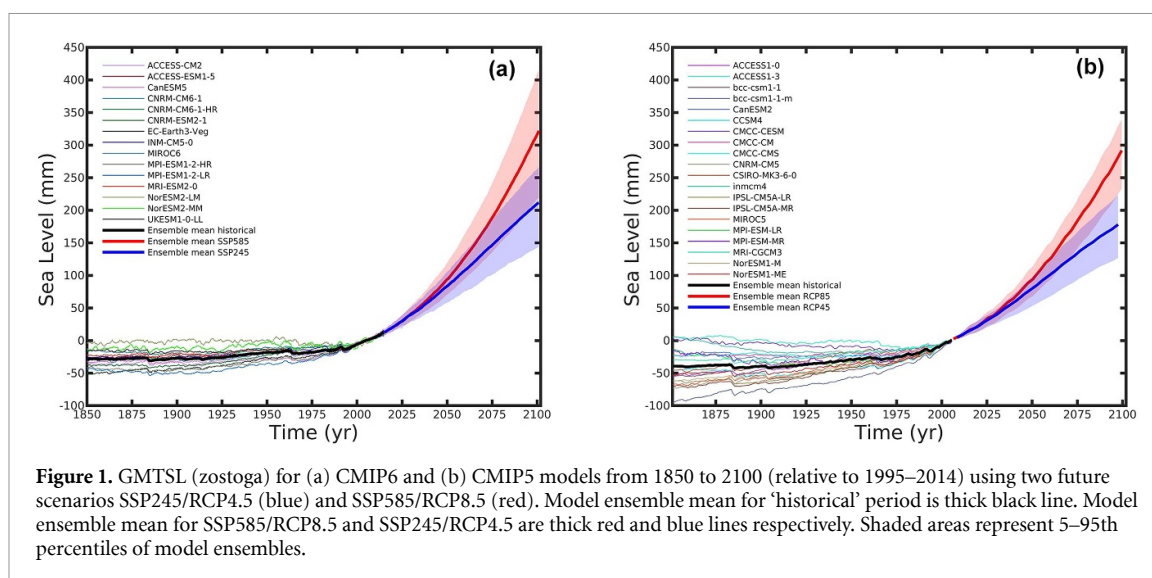 450
400
350
300
250
200
150
100
50
0
-50
-100
Sea Level (mm)
ACCESS-CM2
ACCESS-ESM1-5
CanESM5
CNRM-CM6-1
CNRM-CM6-1-HR
CNRM-ESM2-1
EC-Earth3-Veg
INM-CM5-0
MIROC6
MPI-ESM1-2-HR
MPI-ESM1-2-LR
MRI-ESM2-0
NorESM2-LM
NorESM2-MM
UKESM1-0-LL
Ensemble mean historical
Ensemble mean SSP585
Ensemble mean SSP245
(a)
1850 1875 1900 1925 1950 1975 2000 2025 2050 2075 2100
Time (yr)
450
400
350
300
250
200
150
100
50
0
-50
-100
Sea Level (mm)
ACCESS1-0
ACCESS1-3
bcc-csm1-1
bcc-csm1-1-m
CanESM2
CCSM4
CMCC-CESM
CMCC-CM
CMCC-CMS
CNRM-CM5
CSIRO-MK3-6-0
inmcm4
IPSL-CM5A-LR
IPSL-CM5A-MR
MIROC5
MPI-ESM-LR
MPI-ESM-MR
MRI-CGCM3
NorESM1-M
NorESM1-ME
Ensemble mean historical
Ensemble mean RCP85
Ensemble mean RCP45
(b)
1875 1900 1925 1950 1975 2000 2025 2050 2075 2100
Time (yr)
Figure 1. GMTSL (zostoga) for (a) CMIP6 and (b) CMIP5 models from 1850 to 2100 (relative to 1995–2014) using two future
scenarios SSP245/RCP4.5 (blue) and SSP585/RCP8.5 (red). Model ensemble mean for ‘historical’ period is thick black line. Model
ensemble mean for SSP585/RCP8.5 and SSP245/RCP4.5 are thick red and blue lines respectively. Shaded areas represent 5–95th
percentiles of model ensembles.